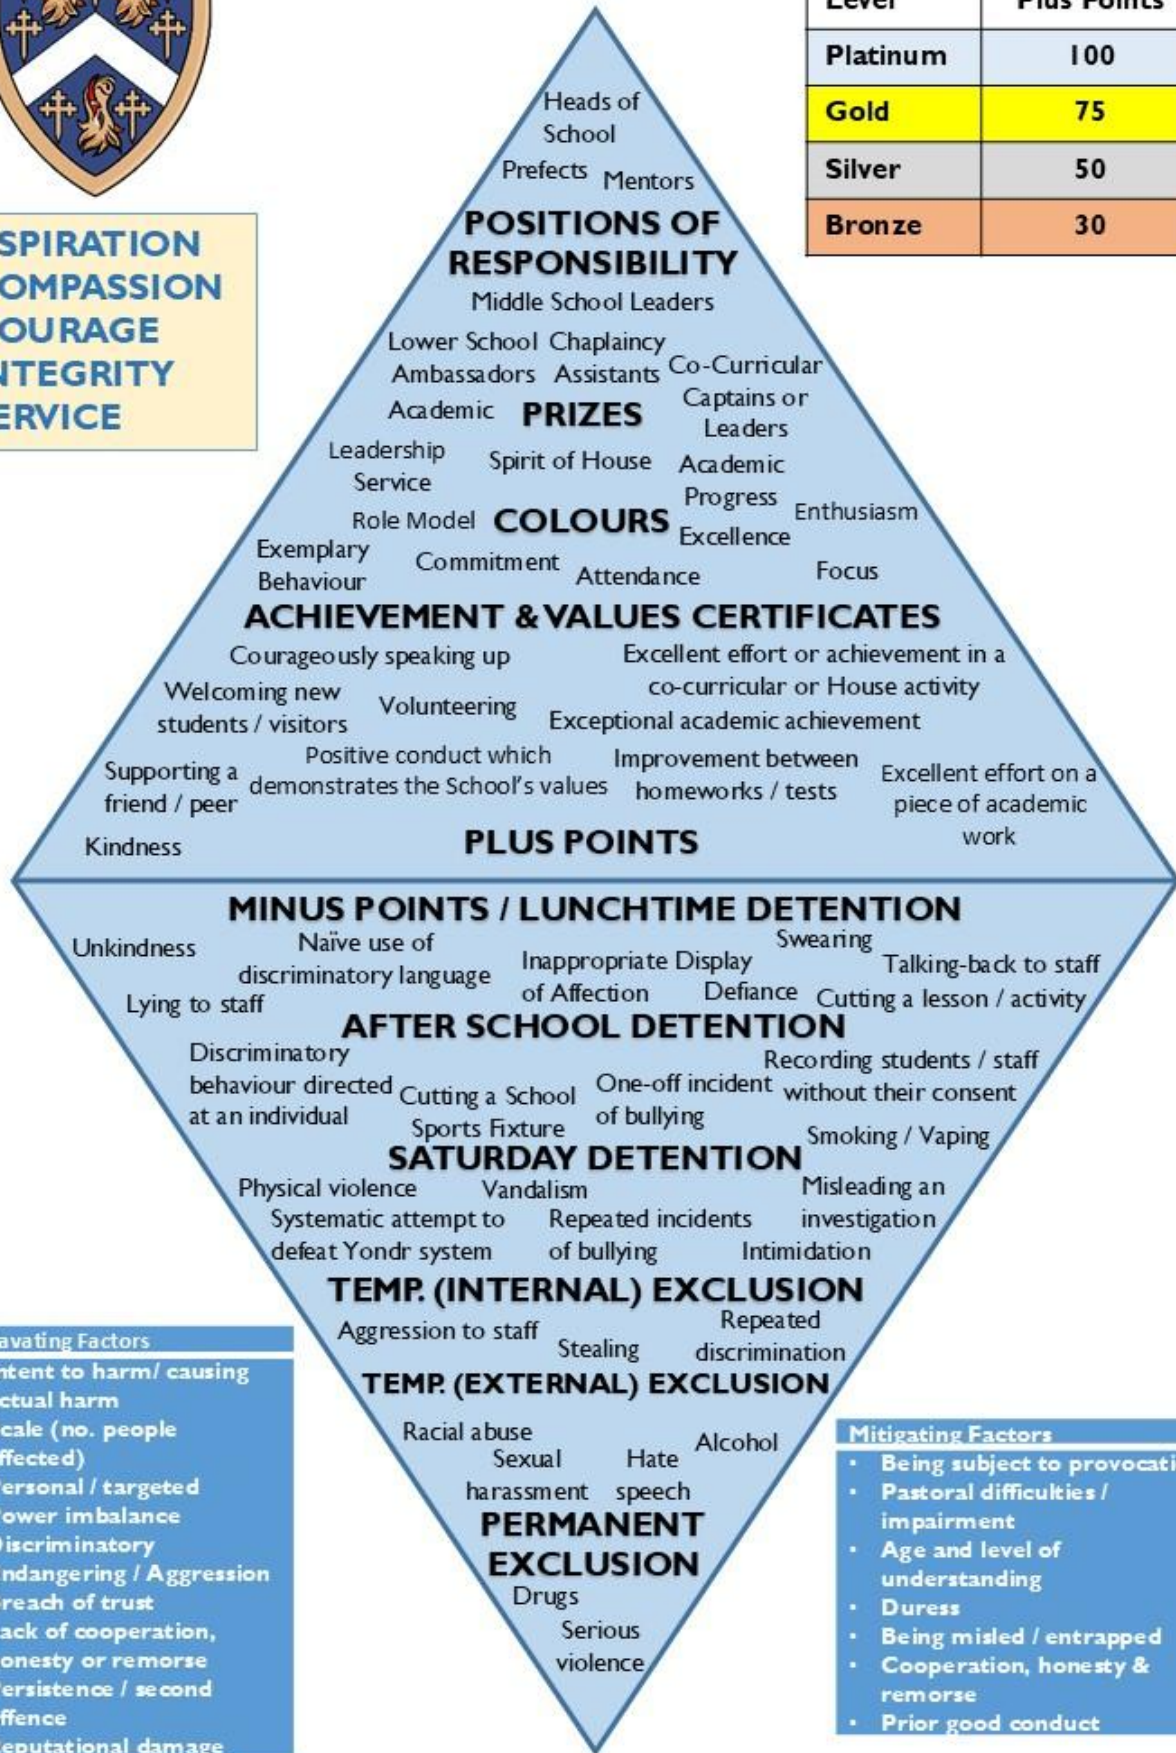 Level Plus Points
Platinum 100
Gold 75
Silver 50
Bronze 30
SPIRATION
OMPASSION
OURAGE
NTEGRITY
ERVICE
Heads of
School
Prefects Mentors
POSITIONS OF
RESPONSIBILITY
Middle School Leaders
Lower School
Ambassadors
Chaplaincy
Assistants
Co-Curricular
Captains or
Leaders
Academic
PRIZES
Leadership
Service
Spirit of House
Academic
Progress
Enthusiasm
Role Model
COLOURS
Excellence
Exemplary
Behaviour
Commitment
Attendance
Focus
ACHIEVEMENT & VALUES CERTIFICATES
Courageously speaking up
Excellent effort or achievement in a
co-curricular or House activity
Welcoming new
students / visitors
Volunteering
Exceptional academic achievement
Supporting a
friend / peer
Positive conduct which
demonstrates the School's values
Improvement between
homeworks / tests
Excellent effort on a
piece of academic
work
Kindness
PLUS POINTS
MINUS POINTS / LUNCHTIME DETENTION
Unkindness
Naïve use of
discriminatory language
Inappropriate Display
of Affection
Swearing
Talking-back to staff
Lying to staff
Defiance
Cutting a lesson / activity
AFTER SCHOOL DETENTION
Discriminatory
behaviour directed
at an individual
Cutting a School
Sports Fixture
One-off incident
of bullying
Recording students / staff
without their consent
Smoking / Vaping
SATURDAY DETENTION
Physical violence
Vandalism
Misleading an
investigation
Systematic attempt to
defeat Yondr system
Repeated incidents
of bullying
Intimidation
TEMP. (INTERNAL) EXCLUSION
Aggression to staff
Stealing
Repeated
discrimination
TEMP. (EXTERNAL) EXCLUSION
Racial abuse
Sexual
harassment
Hate
speech
Alcohol
PERMANENT
EXCLUSION
Drugs
Serious
violence
avating Factors
ntent to harm/ causing
ctual harm
cale (no. people
ffected)
ersonal / targeted
ower imbalance
iscriminatory
ndangering / Aggression
reach of trust
ack of cooperation,
onesty or remorse
ersistence / second
ffence
eputational damage
Mitigating Factors
• Being subject to provocati
• Pastoral difficulties /
impairment
• Age and level of
understanding
• Duress
• Being misled / entrapped
• Cooperation, honesty &
remorse
• Prior good conduct